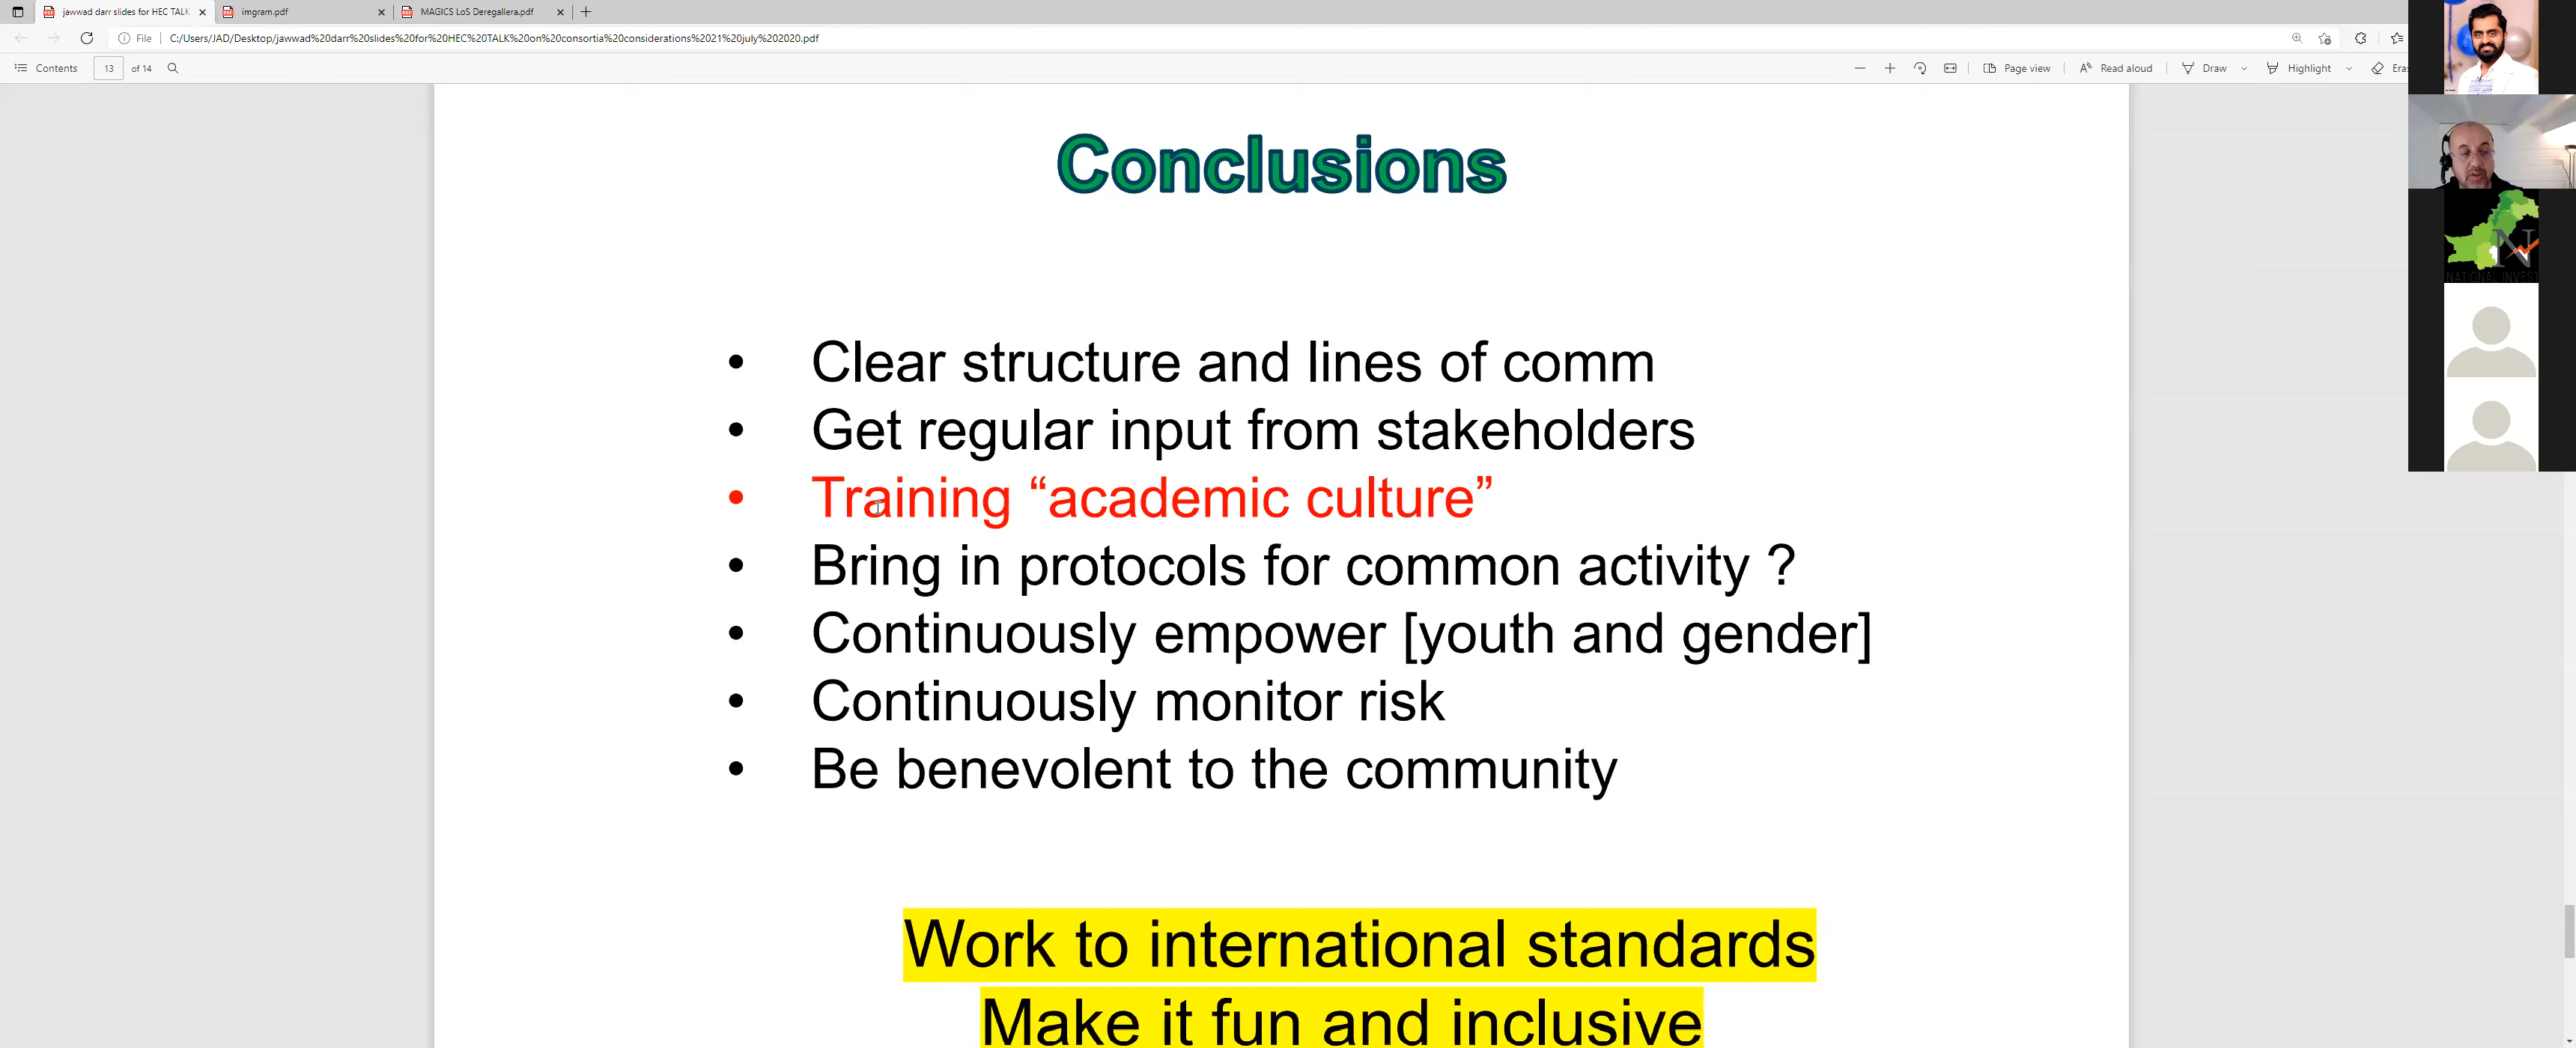 jawwad darr slides for HEC TALK
imgram.pdf
MAGICS LoS Deregallera.pdf
File
C:/Users/JAD/Desktop/jawwad%20darr%20slides%20for%20HEC%20TALK%20on%20consortia%20considerations%2021%20july%202020.pdf
Contents
13
of 14
Page view
Read aloud
Draw
Highlight
Eras
Conclusions
• Clear structure and lines of comm
• Get regular input from stakeholders
• Training “academic culture”
• Bring in protocols for common activity ?
• Continuously empower [youth and gender]
• Continuously monitor risk
• Be benevolent to the community
Work to international standards
Make it fun and inclusive
N
NATIONAL INVEST